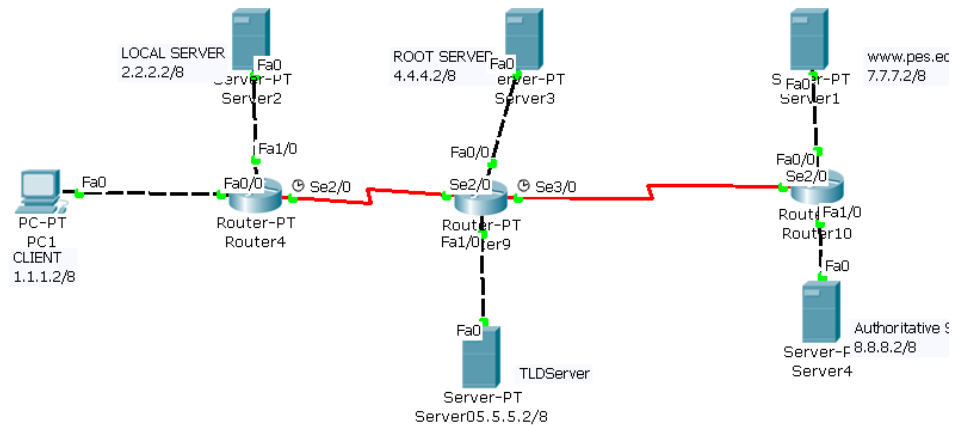 LOCAL SERVER
2.2.2.2/8
Fa0
Server-PT
Server2
Fa1/0
ROOT SERVER
4.4.4.2/8
Fa0
Server3
Fa0/0
www.pes.ed
7.7.7.2/8
Fa0
Server1
Fa0/0
Fa0
PC-PT
PC1
CLIENT
1.1.1.2/8
Fa0/0
Se2/0
Router-PT
Router4
Se2/0
Se3/0
Router-PT
Fa1/0
Se2/0
Fa1/0
Router10
Fa0
TLDServer
Server-PT
Server05.5.5.2/8
Fa0
Authoritative
8.8.8.2/8
Server4